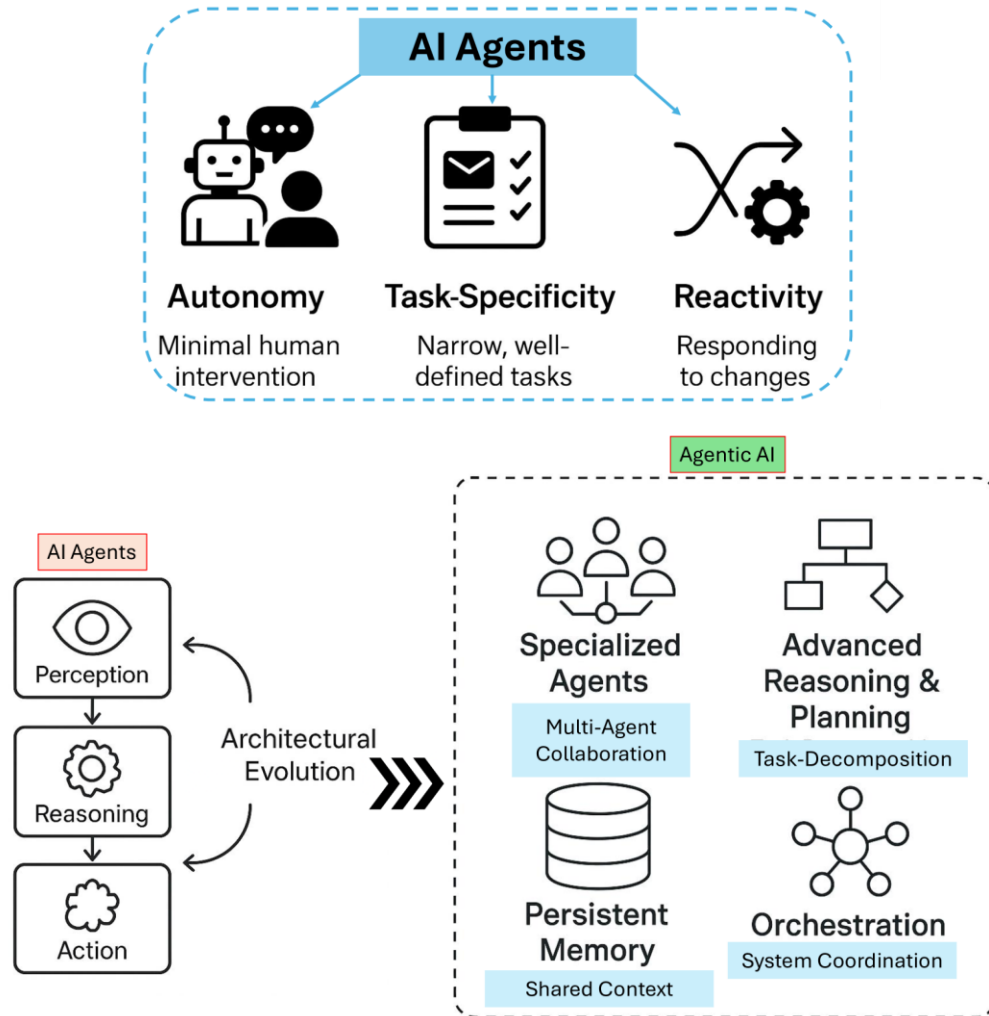 AI Agents
Autonomy
Minimal human
intervention
Task-Specificity
Narrow, well-
defined tasks
Reactivity
Responding
to changes
AI Agents
Perception
Reasoning
Action
Architectural
Evolution
Agentic AI
Specialized
Agents
Multi-Agent
Collaboration
Advanced
Reasoning &
Planning
Task-Decomposition
Persistent
Memory
Shared Context
Orchestration
System Coordination